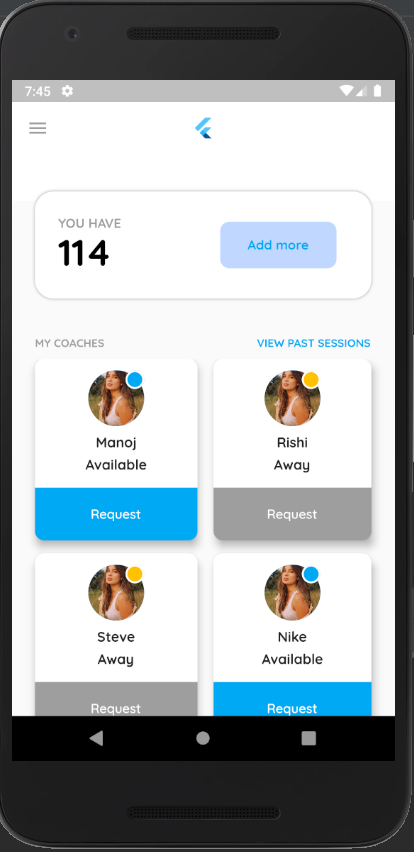 7:45
YOU HAVE
114
Add more
MY COACHES
VIEW PAST SESSIONS
Manoj
Available
Request
Rishi
Away
Request
Steve
Away
Request
Nike
Available
Request